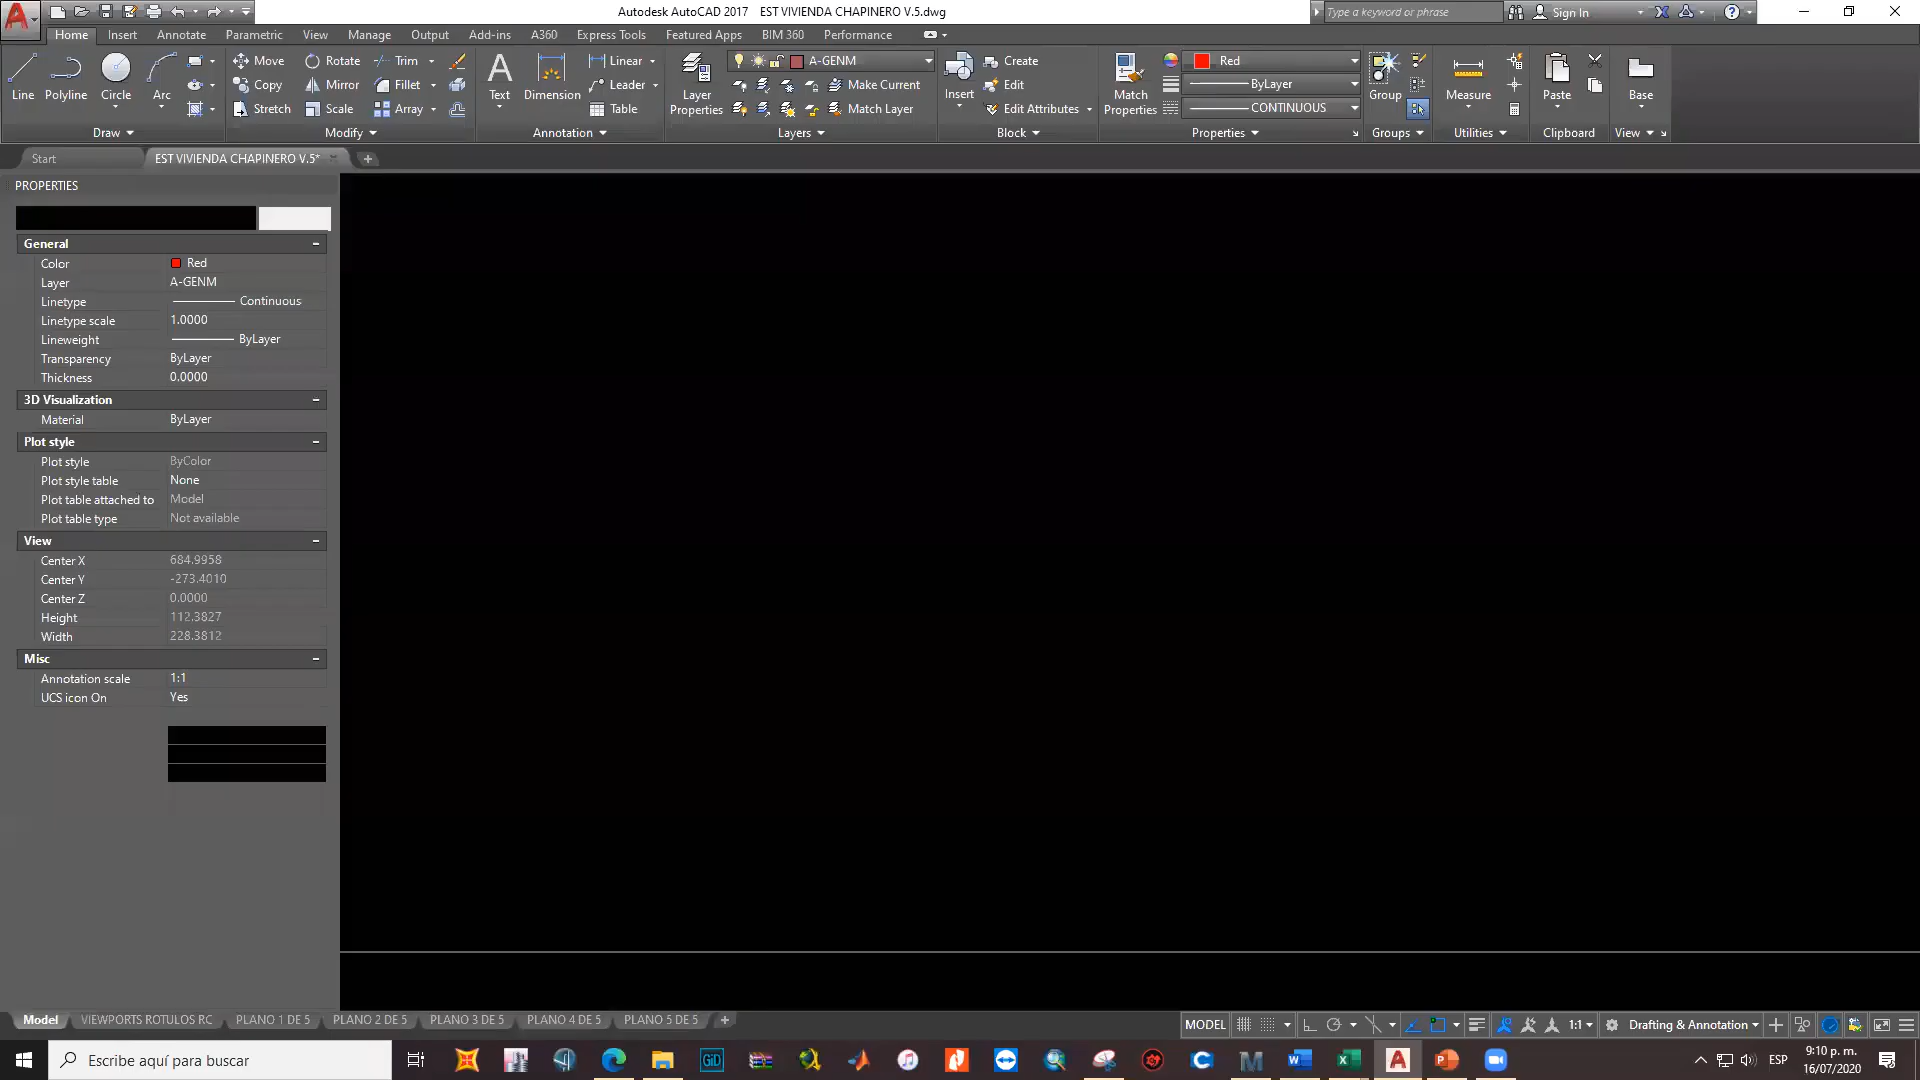 Autodesk AutoCAD 2017 EST VIVIENDA CHAPINERO V.5.dwg
Type a keyword or phrase
Sign In
Home Insert Annotate Parametric View Manage Output Add-ins A360 Express Tools Featured Apps BIM 360 Performance
Line Polyline Circle Arc
Draw
Move Rotate Trim
Copy Mirror Fillet
Stretch Scale Array
Modify
Text Dimension
Linear
Leader
Table
Annotation
Layer Properties
A-GENM
Make Current
Match Layer
Layers
Insert
Create
Edit
Edit Attributes
Block
Match Properties
Red
ByLayer
CONTINUOUS
Properties
Group
Groups
Measure
Utilities
Paste
Clipboard
Base
View
Start EST VIVIENDA CHAPINERO V.5*
PROPERTIES
General
Color Red
Layer A-GENM
Linetype Continuous
Linetype scale 1.0000
Lineweight ByLayer
Transparency ByLayer
Thickness 0.0000
3D Visualization
Material ByLayer
Plot style
Plot style ByColor
Plot style table None
Plot table attached to Model
Plot table type Not available
View
Center X 684.9958
Center Y -273.4010
Center Z 0.0000
Height 112.3827
Width 228.3812
Misc
Annotation scale 1:1
UCS icon On Yes
Model VIEWPORTS ROTULOS RC PLANO 1 DE 5 PLANO 2 DE 5 PLANO 3 DE 5 PLANO 4 DE 5 PLANO 5 DE 5
MODEL 1:1 Drafting & Annotation
Escribe aquí para buscar
GiD
ESP
9:10 p. m.
16/07/2020